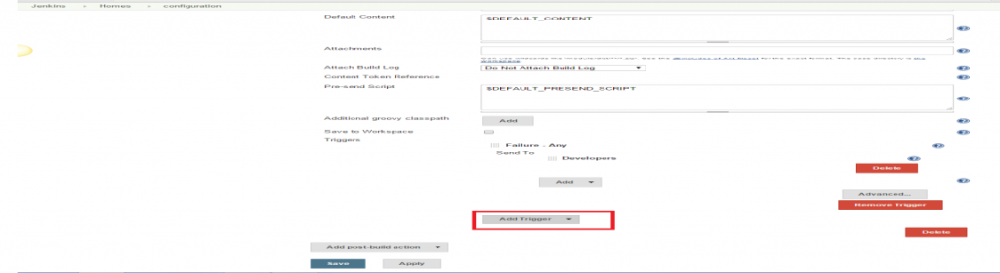 Jenkins › Homes › configuration
Default Content
$DEFAULT_CONTENT
Attachments
Can use wildcards like 'module/dist/**/*.zip'. See the @includes of Ant fileset for the exact format. The base directory is the workspace
Attach Build Log
Do Not Attach Build Log
Content Token Reference
Pre-send Script
$DEFAULT_PRESEND_SCRIPT
Additional groovy classpath
Add
Save to Workspace
Triggers
Failure - Any
Send To
Developers
Delete
Add
Advanced...
Remove Trigger
Add Trigger
Delete
Add post-build action
Save
Apply